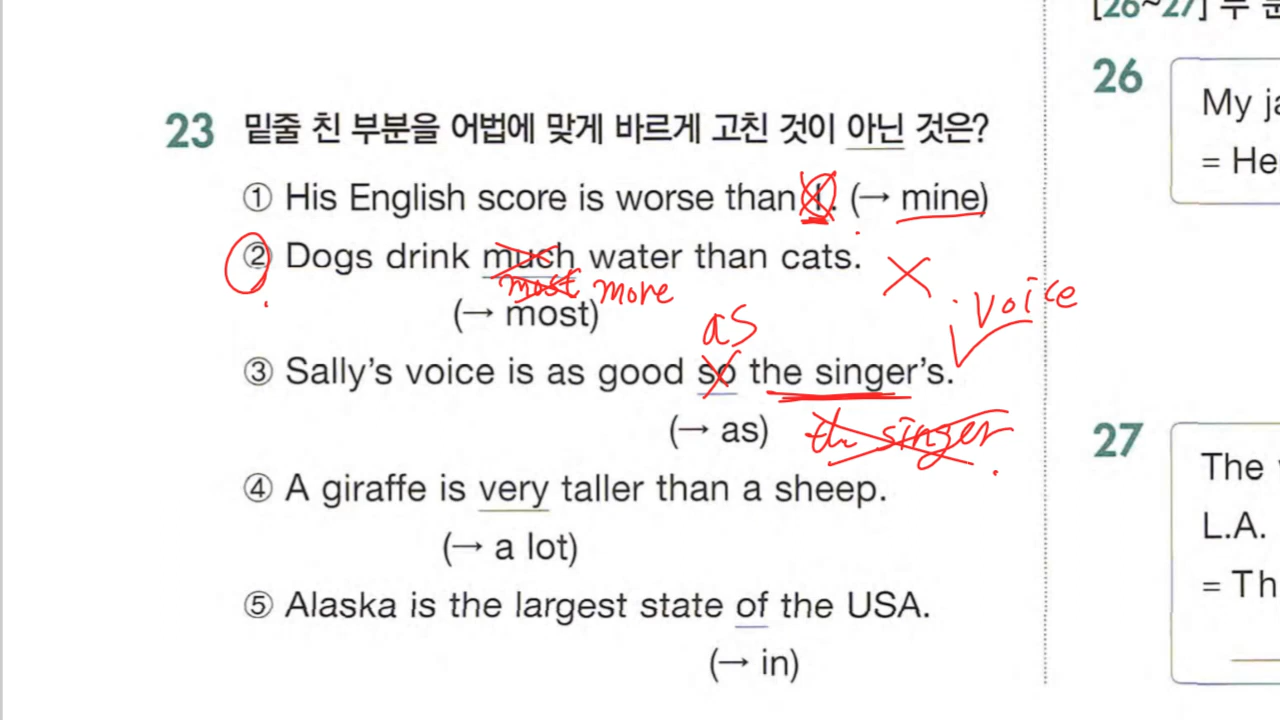 [26~27] 두
23 밑줄 친 부분을 어법에 맞게 바르게 고친 것이 아닌 것은?
① His English score is worse than I. (→ mine)
② Dogs drink much water than cats.
most more
(→ most)
as
voice
③ Sally's voice is as good so the singer's.
(→ as) the singer
④ A giraffe is very taller than a sheep.
(→ a lot)
⑤ Alaska is the largest state of the USA.
(→ in)
26
My ja
= He
27
The
L.A.
= Th